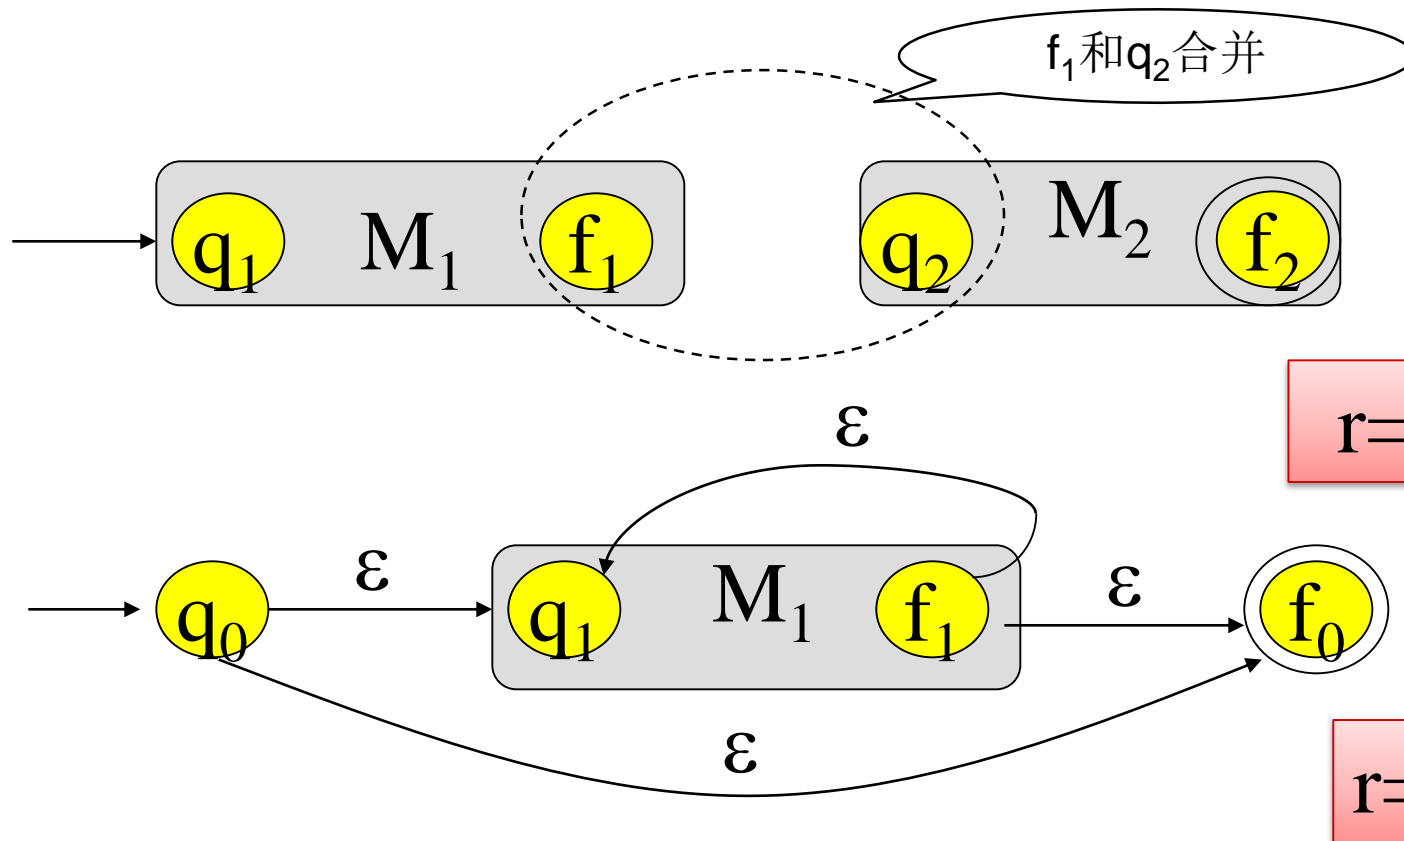 f₁和q₂合并
q₁ M₁ f₁ q₂ M₂ f₂
r=
ε
q₀ ε q₁ M₁ f₁ ε f₀
ε
r=